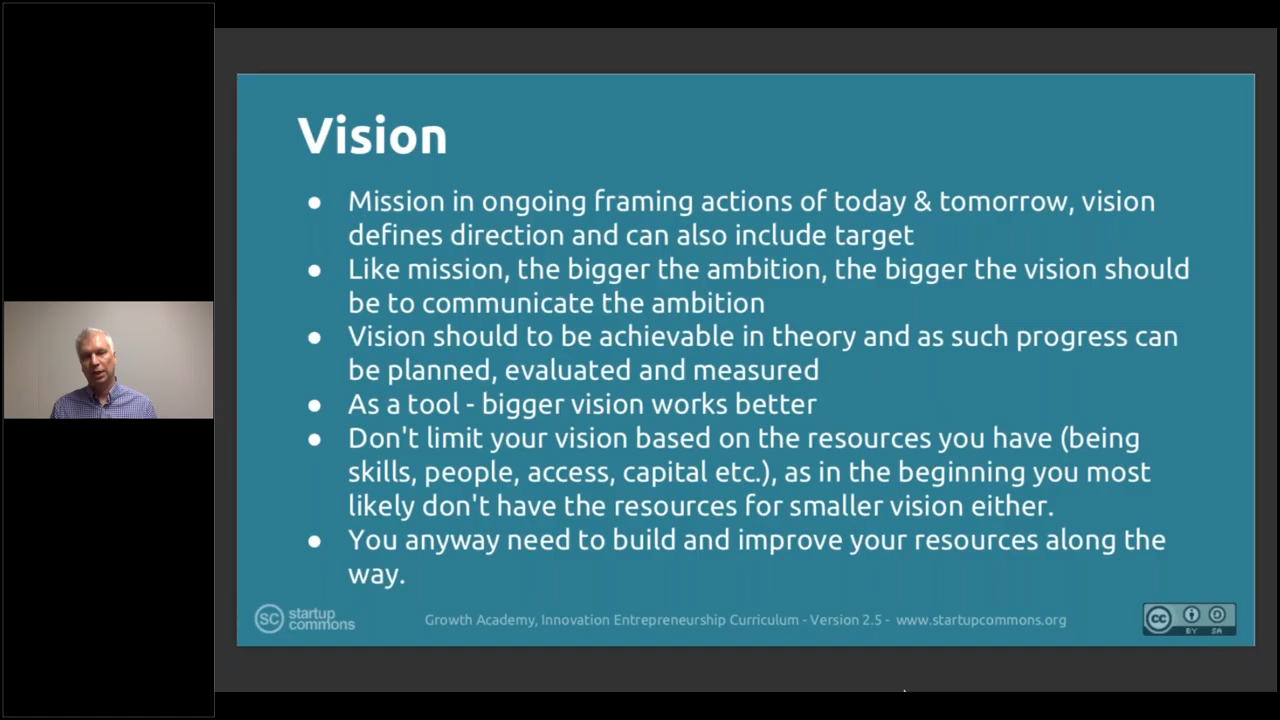 Vision
● Mission in ongoing framing actions of today & tomorrow, vision
defines direction and can also include target
● Like mission, the bigger the ambition, the bigger the vision should
be to communicate the ambition
● Vision should to be achievable in theory and as such progress can
be planned, evaluated and measured
● As a tool - bigger vision works better
● Don't limit your vision based on the resources you have (being
skills, people, access, capital etc.), as in the beginning you most
likely don't have the resources for smaller vision either.
● You anyway need to build and improve your resources along the
way.
SC startup
commons
Growth Academy, Innovation Entrepreneurship Curriculum - Version 2.5 - www.startupcommons.org
cc
BY SA